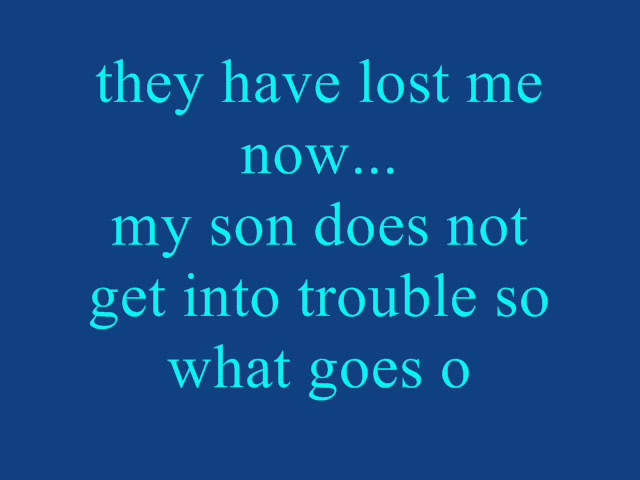 they have lost me
now...
my son does not
get into trouble so
what goes o